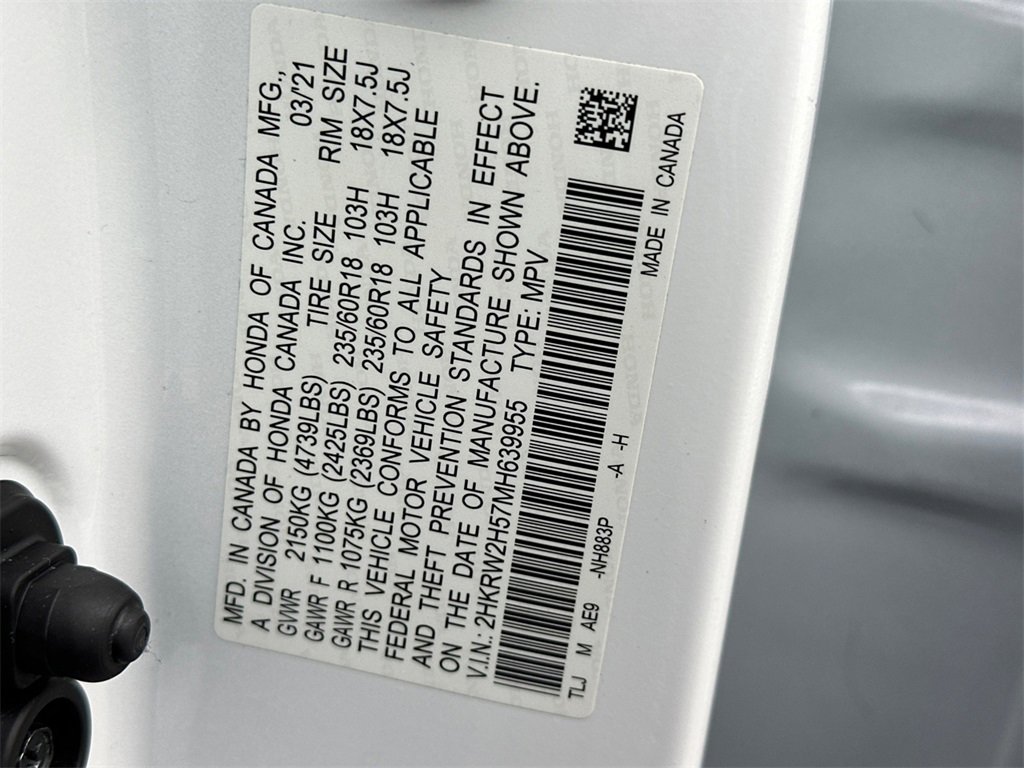 MFD. IN CANADA BY HONDA OF CANADA MFG.,
A DIVISION OF HONDA CANADA INC. 03/'21
GVWR 2150KG (4739LBS) TIRE SIZE RIM SIZE
GAWR F 1100KG (2425LBS) 235/60R18 103H 18X7.5J
GAWR R 1075KG (2369LBS) 235/60R18 103H 18X7.5J
THIS VEHICLE CONFORMS TO ALL APPLICABLE
FEDERAL MOTOR VEHICLE SAFETY
AND THEFT PREVENTION STANDARDS IN EFFECT
ON THE DATE OF MANUFACTURE SHOWN ABOVE.
V.I.N.: 2HKRW2H57MH639955 TYPE: MPV
TLJ M AE9 -NH883P -A -H
MADE IN CANADA